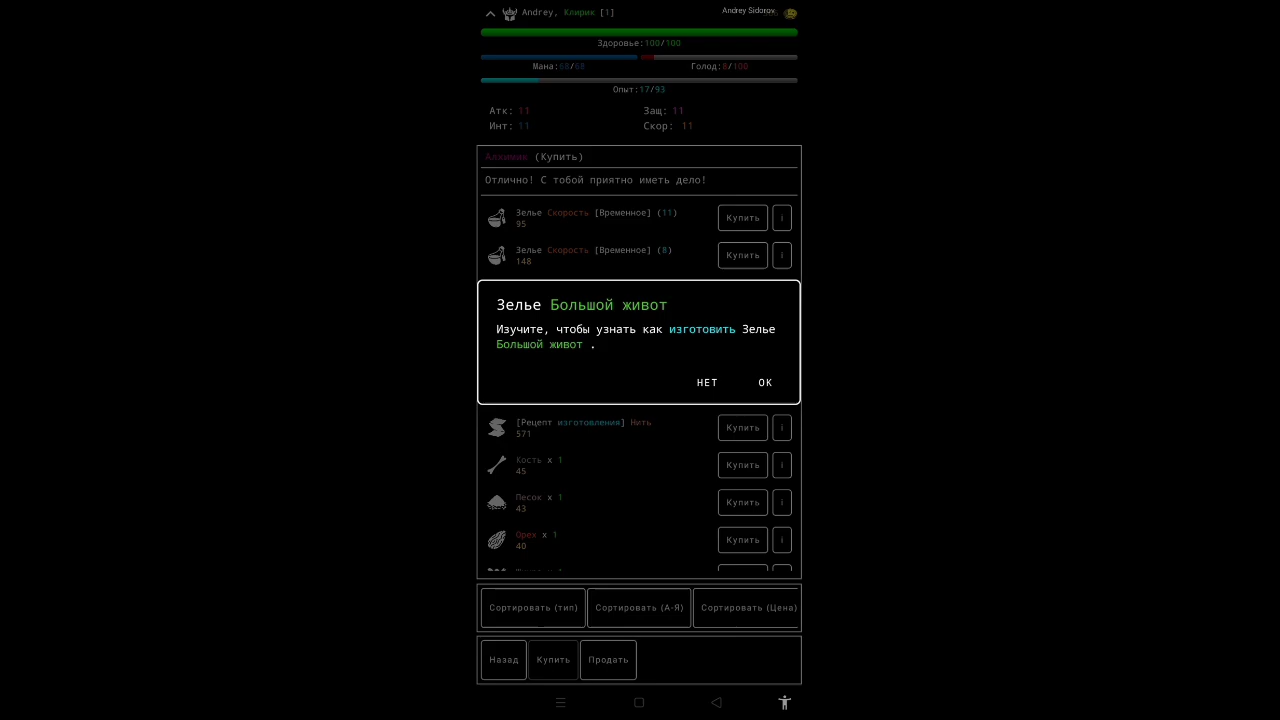 Andrey, Клирик [1]
Andrey Sidorov
Здоровье:100/100
Мана:68/68
Голод:8/100
Опыт:17/93
Атк: 11
Защ: 11
Инт: 11
Скор: 11
Алхимик (Купить)
Отлично! С тобой приятно иметь дело!
Зелье Скорость [Временное] (11)
95
Купить
i
Зелье Скорость [Временное] (8)
148
Купить
i
Зелье Большой живот
Изучите, чтобы узнать как изготовить Зелье
Большой живот .
НЕТ
ОК
[Рецепт изготовления] Нить
571
Купить
i
Кость x 1
45
Купить
i
Песок x 1
43
Купить
i
Орех x 1
40
Купить
i
Сортировать (тип)
Сортировать (А-Я)
Сортировать (Цена)
Назад
Купить
Продать